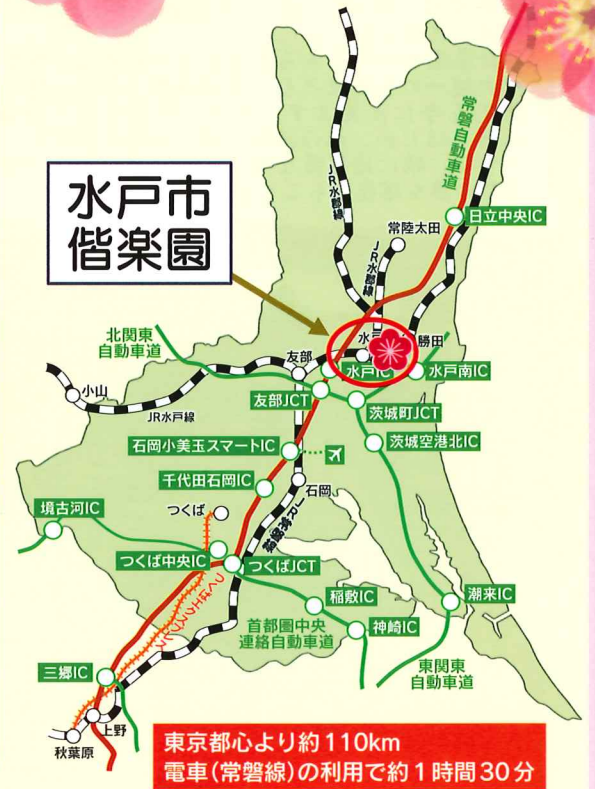 常磐自動車道
JR水郡線
日立中央IC
水戸市
偕楽園
常陸太田
JR水郡線
北関東
自動車道
水
勝田
友部
水戸IC
水戸南IC
小山
友部JCT
茨城町JCT
JR水戸線
石岡小美玉スマートIC
茨城空港北IC
千代田石岡IC
石岡
境古河IC
つくば
JR常磐線
つくば中央IC
つくばJCT
つくばエクスプレス
稲敷IC
潮来IC
首都圏中央
連絡自動車道
神崎IC
東関東
自動車道
三郷IC
上野
秋葉原
東京都心より約110km
電車(常磐線)の利用で約1時間30分